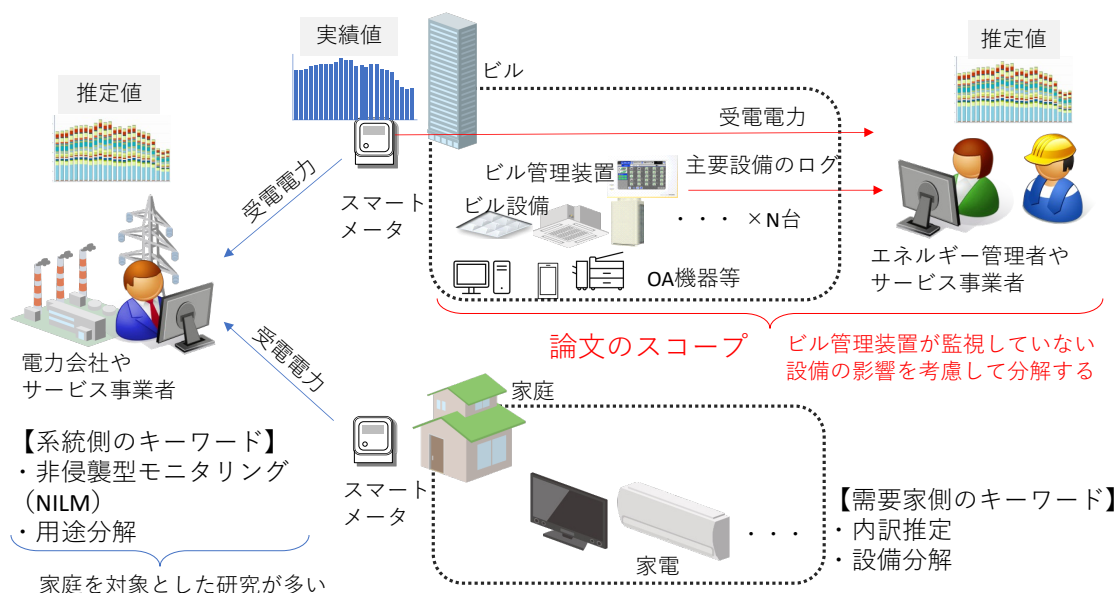 実績値
推定値
ビル
推定値
受電電力
受電電力
ビル管理装置
主要設備のログ
スマート
メータ
ビル設備
・・・ ×N台
OA機器等
エネルギー管理者や
サービス事業者
論文のスコープ
ビル管理装置が監視していない
設備の影響を考慮して分解する
電力会社や
サービス事業者
受電電力
家庭
【系統側のキーワード】
・非侵襲型モニタリング
（NILM）
・用途分解
スマート
メータ
・・・
家電
【需要家側のキーワード】
・内訳推定
・設備分解
家庭を対象とした研究が多い